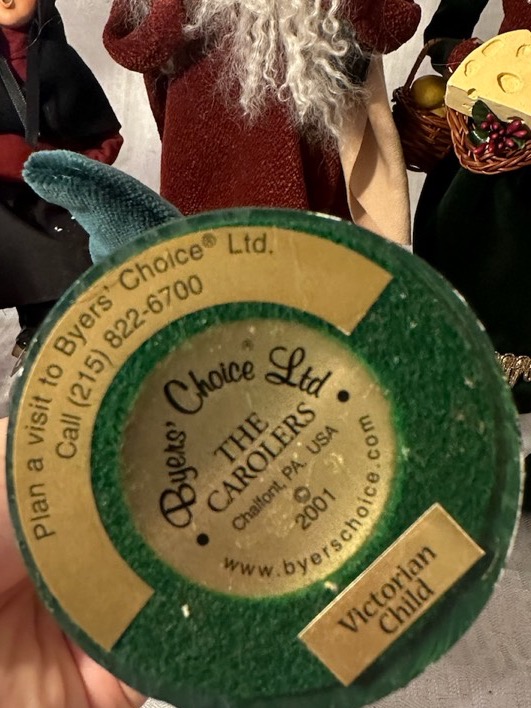 Plan a visit to Byers' Choice® Ltd.
Call (215) 822-6700
Byers' Choice® Ltd
THE
CAROLERS
Chalfont, PA. USA
© 2001
www.byerschoice.com
Victorian
Child